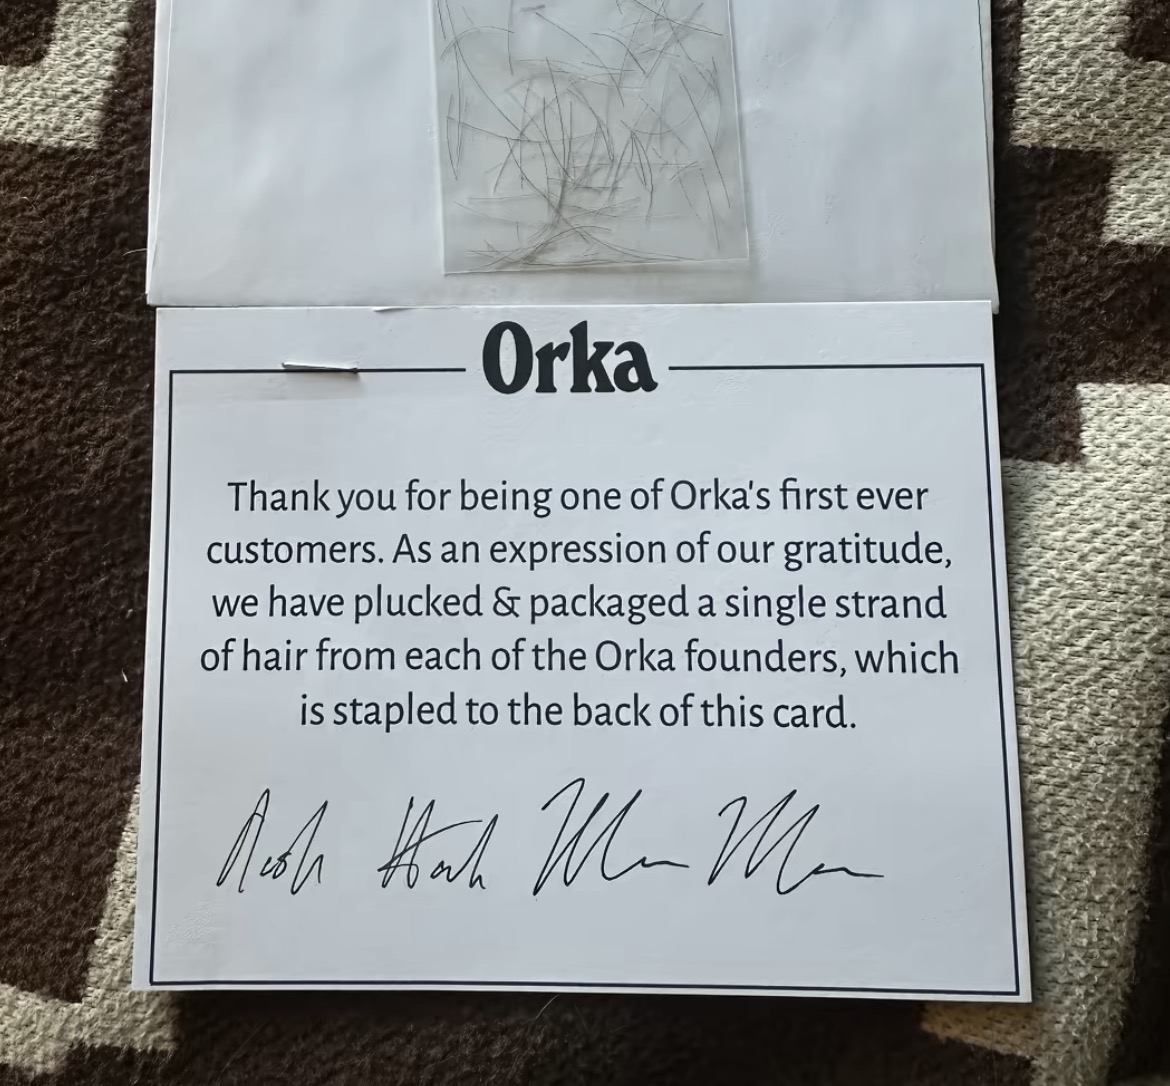 Orka
Thank you for being one of Orka's first ever
customers. As an expression of our gratitude,
we have plucked & packaged a single strand
of hair from each of the Orka founders, which
is stapled to the back of this card.